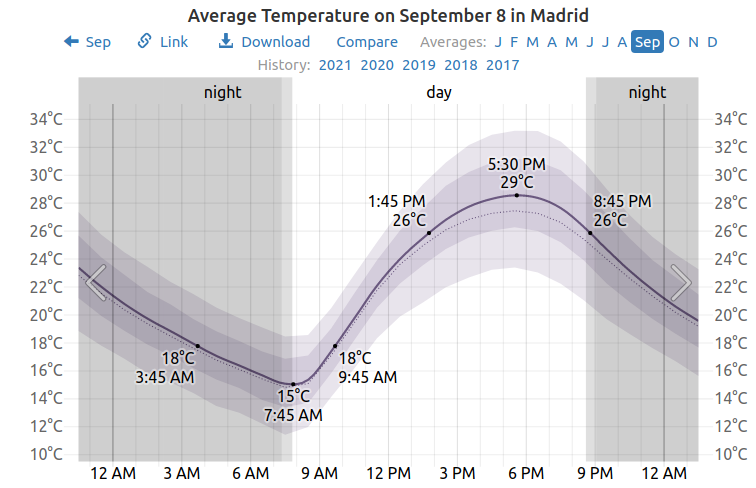 Average Temperature on September 8 in Madrid
Sep Link Download Compare Averages: J F M A M J J A Sep O N D
History: 2021 2020 2019 2018 2017
night day night
34°C 34°C
32°C 32°C
30°C 30°C
28°C 28°C
26°C 26°C
24°C 24°C
22°C 22°C
20°C 20°C
18°C 18°C
16°C 16°C
14°C 14°C
12°C 12°C
10°C 10°C
5:30 PM
29°C
1:45 PM
26°C
8:45 PM
26°C
18°C
3:45 AM
18°C
9:45 AM
15°C
7:45 AM
12 AM 3 AM 6 AM 9 AM 12 PM 3 PM 6 PM 9 PM 12 AM